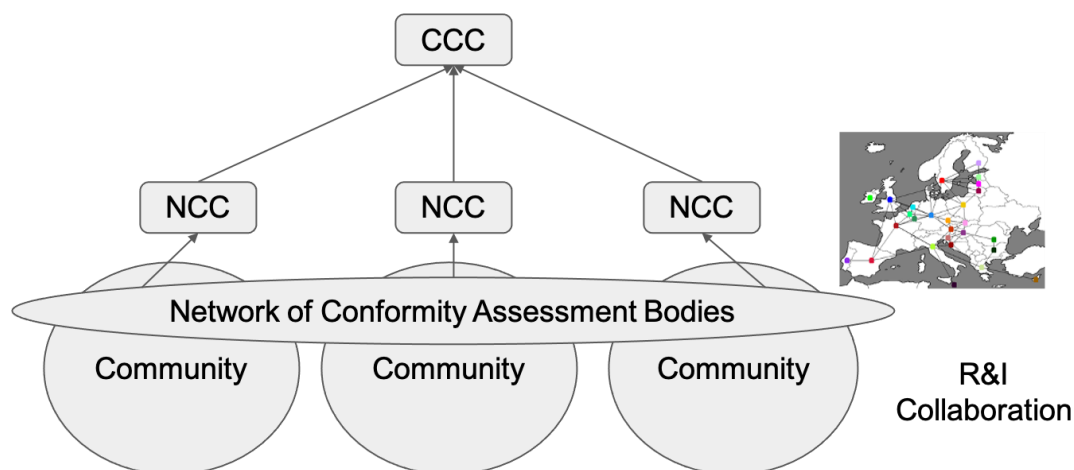 CCC
NCC
NCC
NCC
Network of Conformity Assessment Bodies
Community
Community
Community
R&I
Collaboration